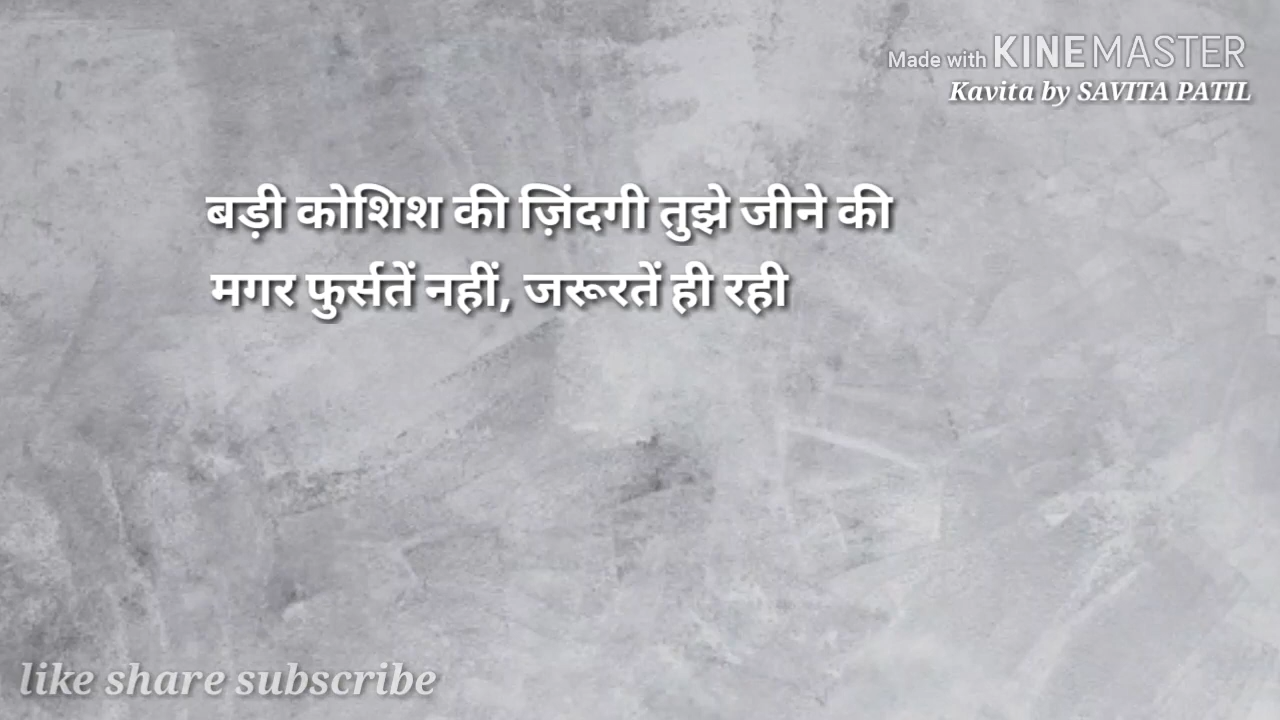 Made with KINEMASTER
Kavita by SAVITA PATIL
बड़ी कोशिश की ज़िंदगी तुझे जीने की
मगर फुर्सतें नहीं, जरूरतें ही रही
like share subscribe